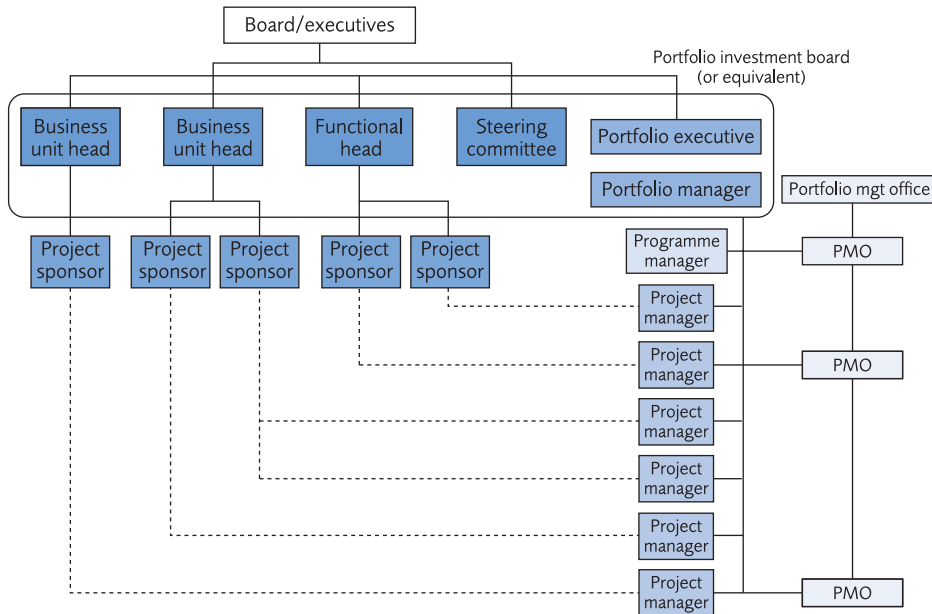 Board/executives
Portfolio investment board
(or equivalent)
Business
unit head
Business
unit head
Functional
head
Steering
committee
Portfolio executive
Portfolio manager
Portfolio mgt office
Project
sponsor
Project
sponsor
Project
sponsor
Project
sponsor
Project
sponsor
Programme
manager
PMO
Project
manager
Project
manager
PMO
Project
manager
Project
manager
Project
manager
Project
manager
PMO